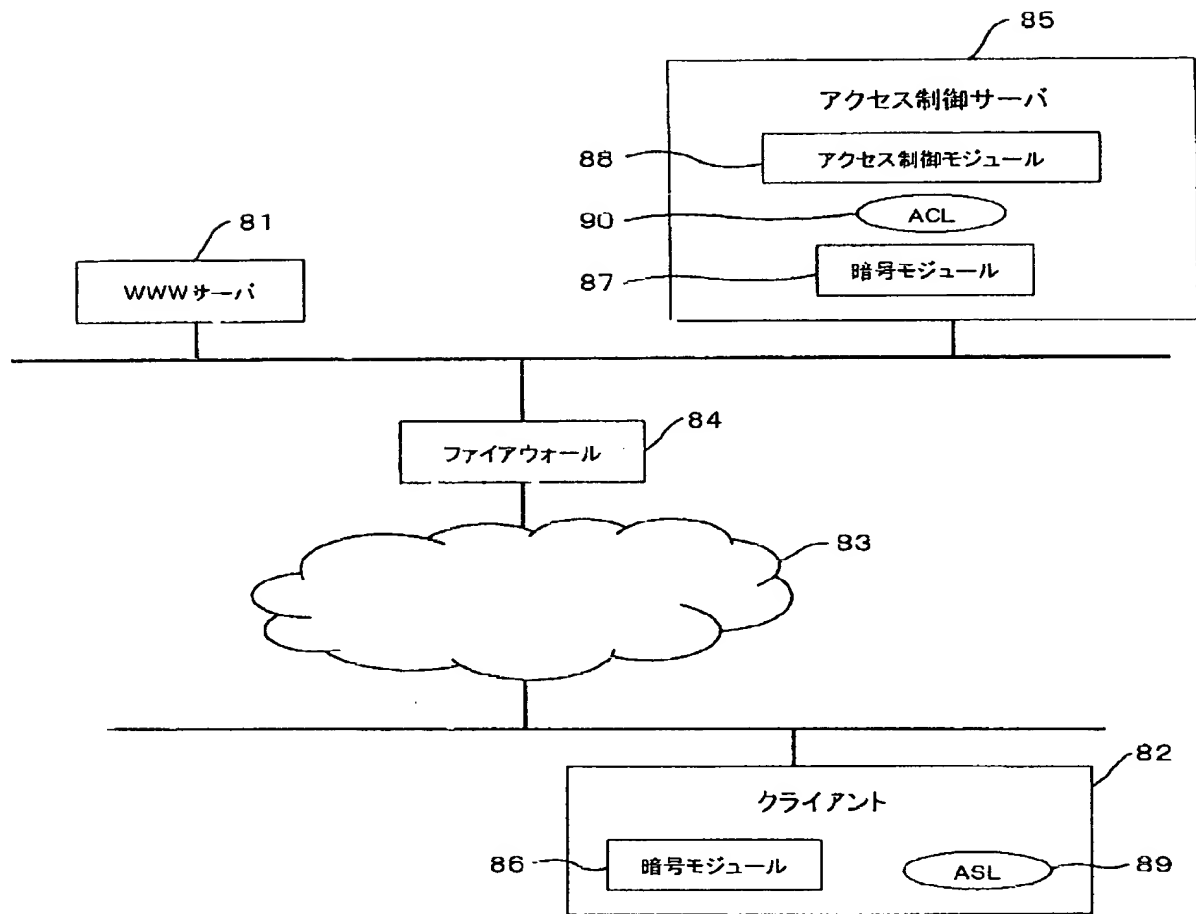 85
アクセス制御サーバ
88
アクセス制御モジュール
90
ACL
81
87
暗号モジュール
WWWサーバ
84
ファイアウォール
83
82
クライアント
86
暗号モジュール
ASL
89